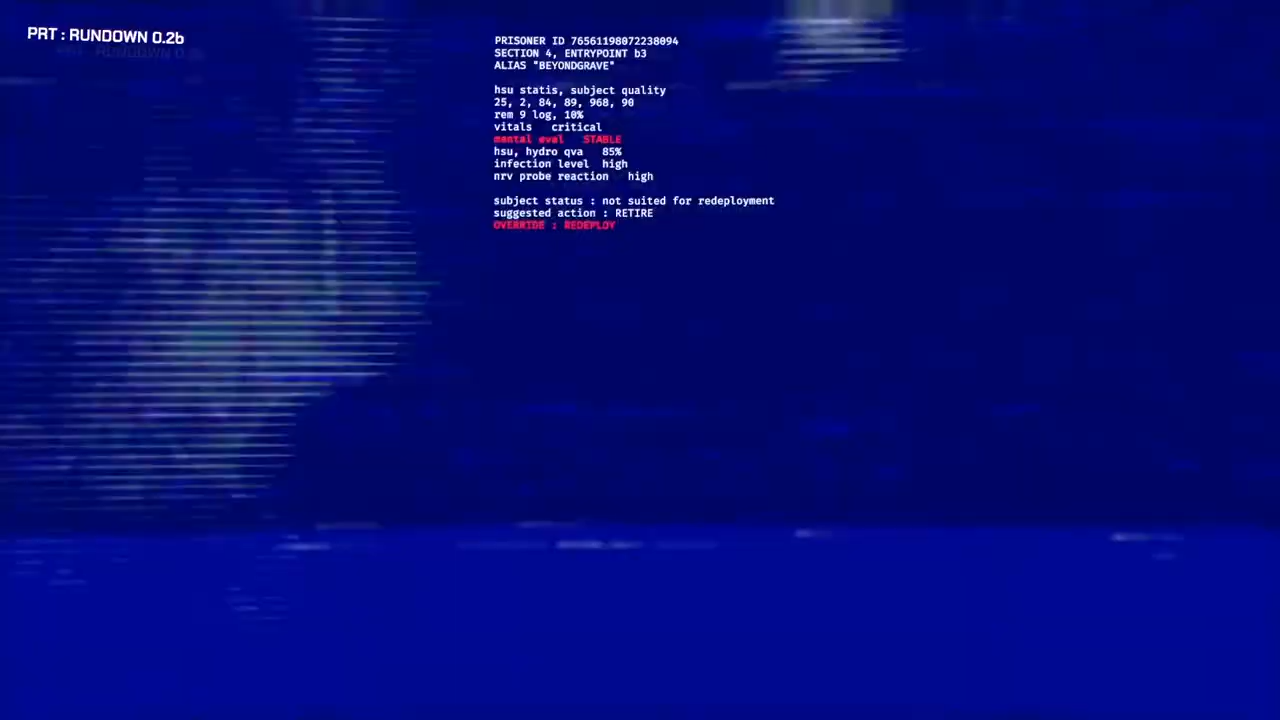 PRT : RUNDOWN 0.2b
PRISONER ID 76561198072238094
SECTION 4, ENTRYPOINT b3
ALIAS "BEYONDGRAVE"
hsu statis, subject quality
25, 2, 84, 89, 968, 90
rem 9 log, 10%
vitals critical
mental eval STABLE
hsu, hydro qva 85%
infection level high
nrv probe reaction high
subject status : not suited for redeployment
suggested action : RETIRE
OVERRIDE : REDEPLOY